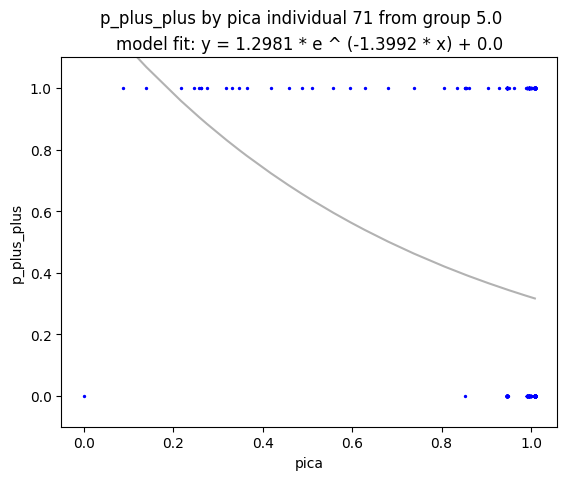 p_plus_plus by pica individual 71 from group 5.0
model fit: y = 1.2981 * e ^ (-1.3992 * x) + 0.0
1.0
0.8
0.6
0.4
0.2
0.0
p_plus_plus
0.0 0.2 0.4 0.6 0.8 1.0
pica